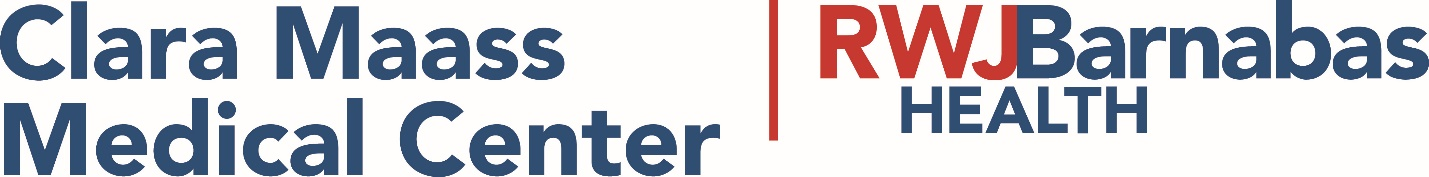 Clara Maass
Medical Center
RWJBarnabas
HEALTH